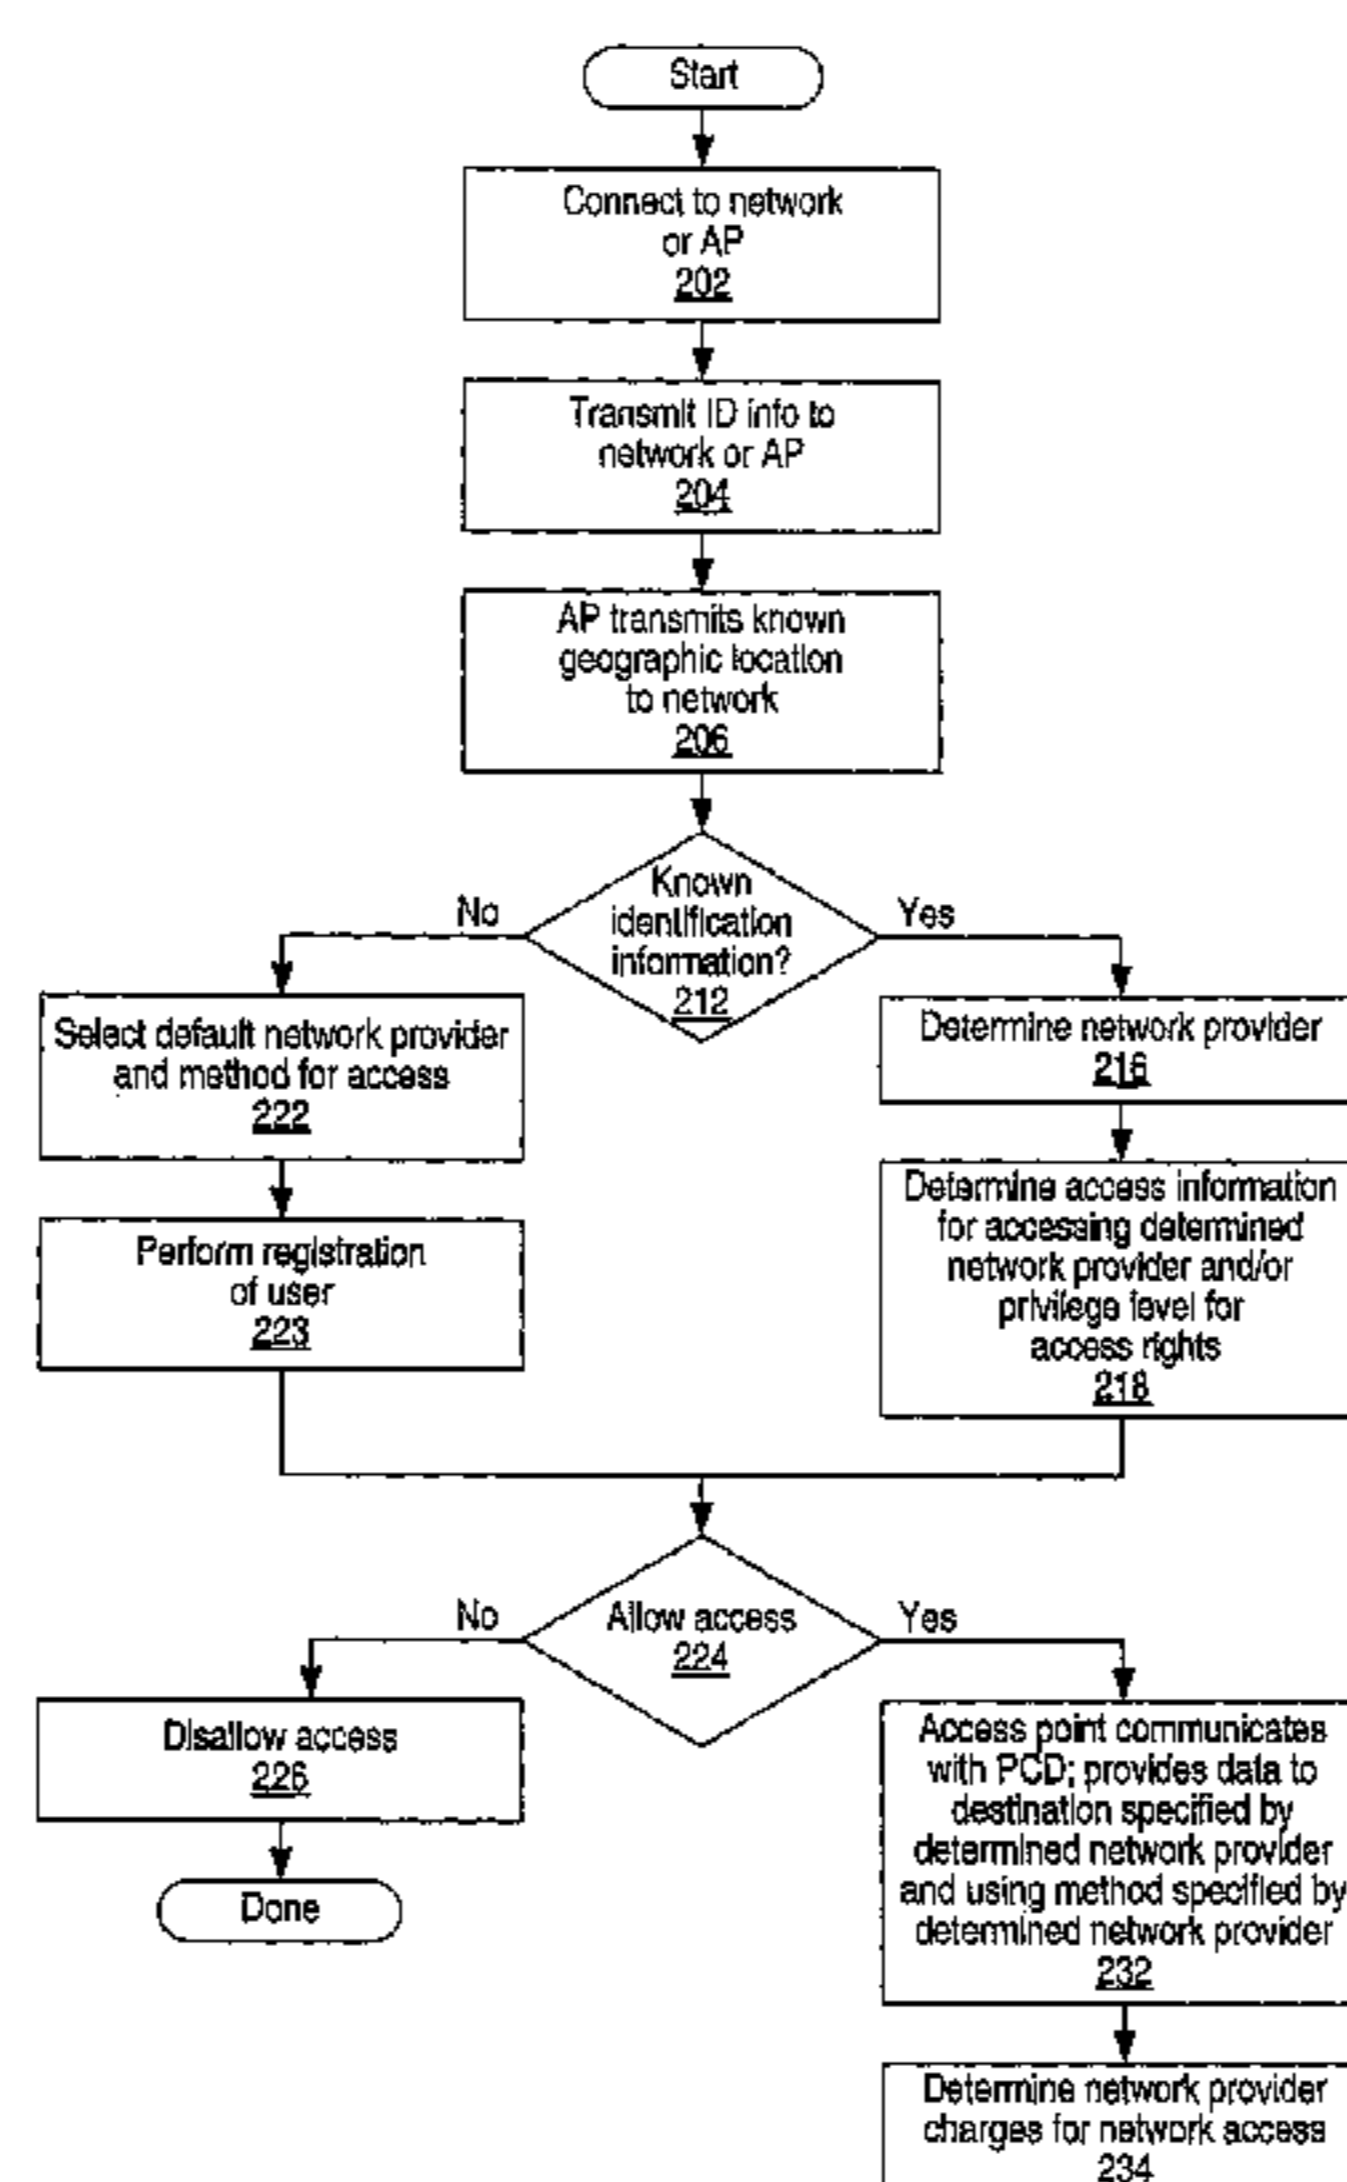 Start
Connect to network
or AP
202
Transmit ID info to
network or AP
204
AP transmits known
geographic location
to network
206
Known
identification
information?
212
No
Yes
Select default network provider
and method for access
222
Perform registration
of user
223
Determine network provider
216
Determine access information
for accessing determined
network provider and/or
privilege level for
access rights
218
Allow access
224
No
Yes
Disallow access
226
Done
Access point communicates
with PCD; provides data to
destination specified by
determined network provider
and using method specified by
determined network provider
232
Determine network provider
charges for network access
234